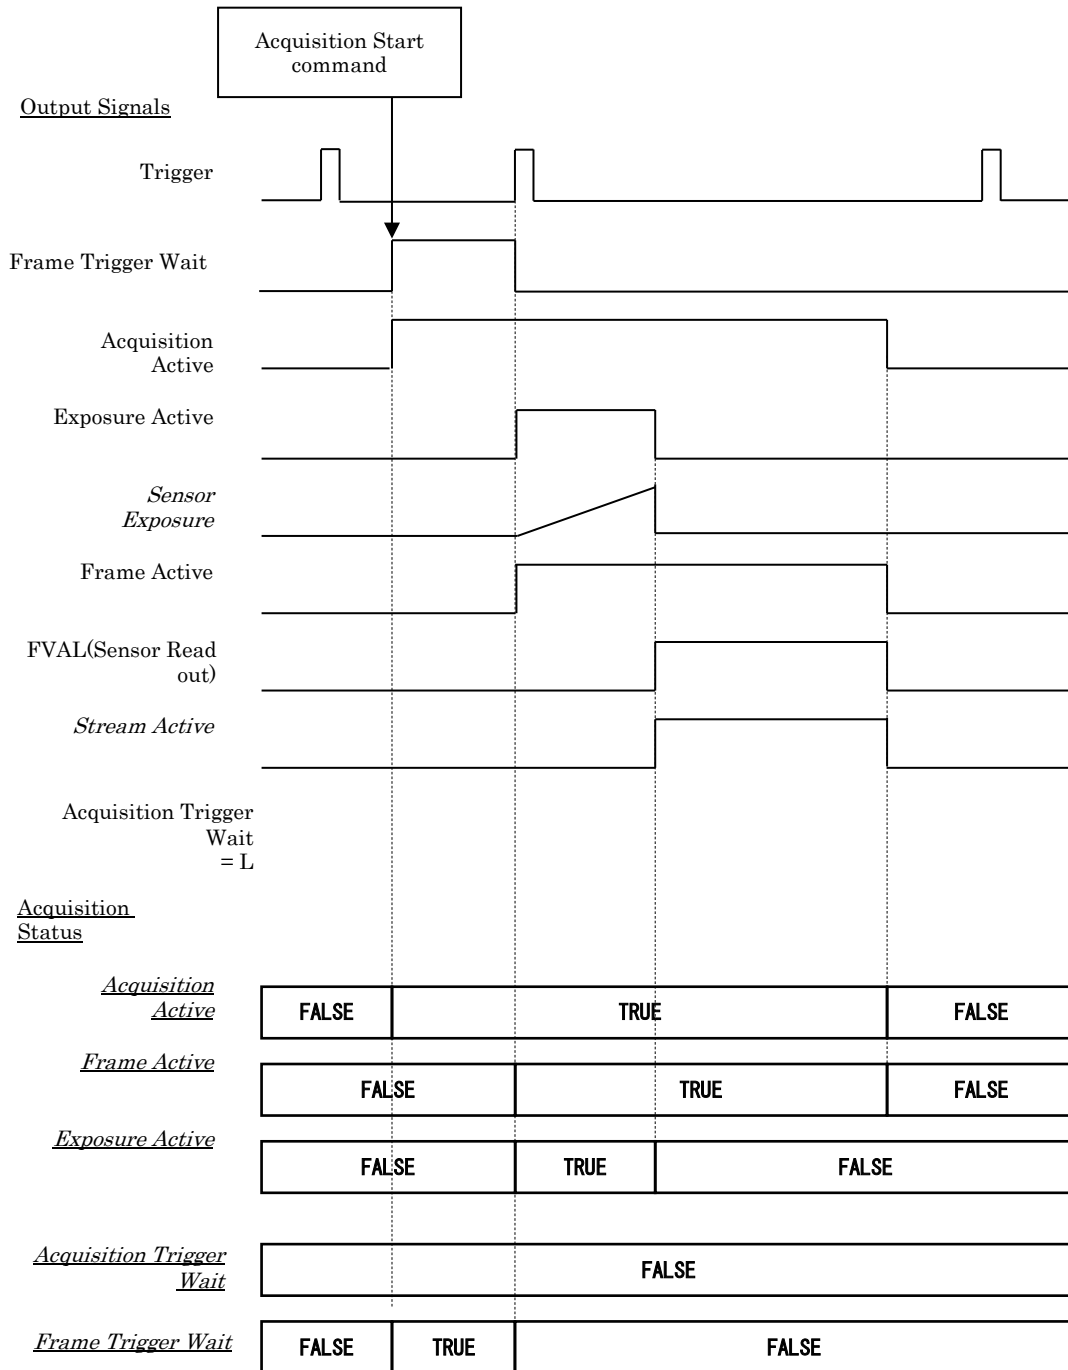 Acquisition Start
command
Output Signals
Trigger
Frame Trigger Wait
Acquisition
Active
Exposure Active
Sensor
Exposure
Frame Active
FVAL(Sensor Read
out)
Stream Active
Acquisition Trigger
Wait
= L
Acquisition
Status
Acquisition
Active
FALSE TRUE FALSE
Frame Active
FALSE TRUE FALSE
Exposure Active
FALSE TRUE FALSE
Acquisition Trigger
Wait
FALSE
Frame Trigger Wait
FALSE TRUE FALSE